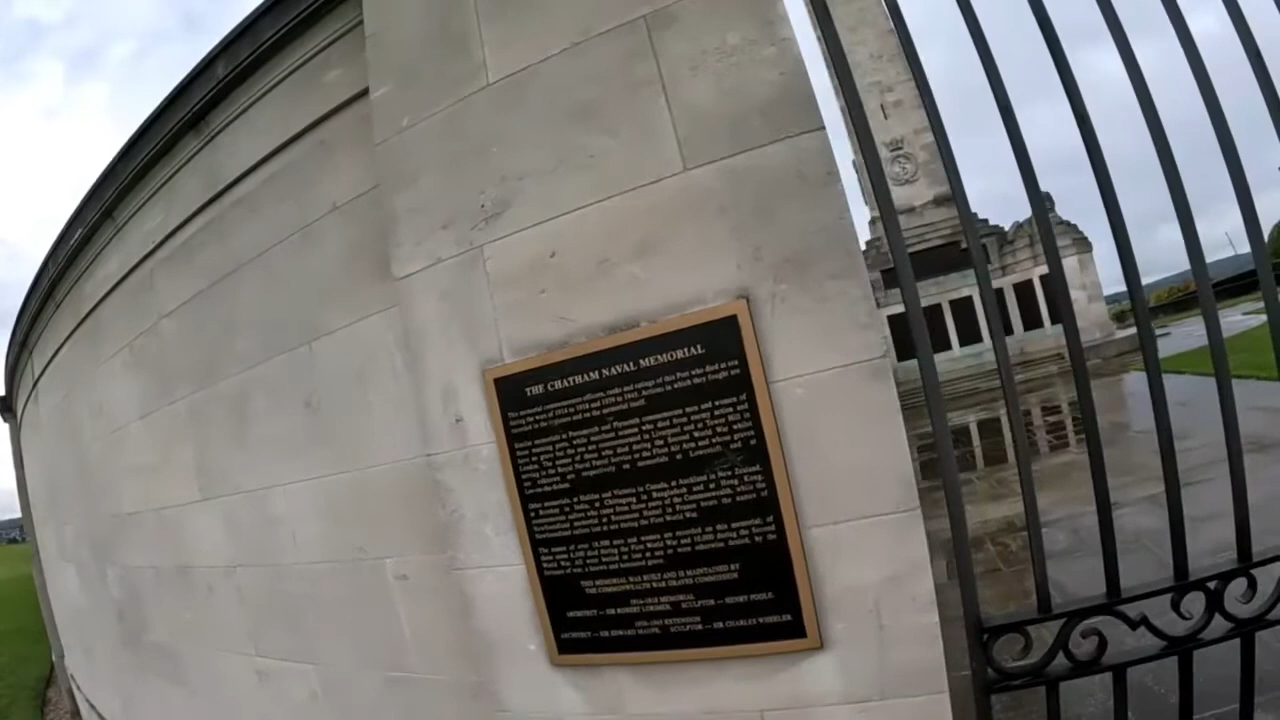 THE CHATHAM NAVAL MEMORIAL
This memorial commemorates officers, ranks and ratings of this Port who died at sea
during the wars of 1914 to 1918 and 1939 to 1945. Actions in which they fought are
recorded in the registers and on the memorial itself.
Similar memorials at Portsmouth and Plymouth commemorate men and women of
those manning ports, while merchant seamen who died from enemy action and
have no grave but the sea are commemorated in Liverpool and at Tower Hill in
London. The names of those who died during the Second World War whilst
serving in the Royal Naval Patrol Service or the Fleet Air Arm and whose graves
are unknown are respectively on memorials at Lowestoft and at
Lee-on-the-Solent.
Other memorials, at Halifax and Victoria in Canada, at Auckland in New Zealand,
at Bombay in India, at Chittagong in Bangladesh and at Hong Kong,
commemorate sailors who came from those parts of the Commonwealth, while the
Newfoundland memorial at Beaumont Hamel in France bears the names of
Newfoundland sailors lost at sea during the First World War.
The names of over 18,500 men and women are recorded on this memorial; of
these some 8,500 died during the First World War and 10,000 during the Second
World War. All were buried or lost at sea or were otherwise denied, by the
fortunes of war, a known and honoured grave.
THIS MEMORIAL WAS BUILT AND IS MAINTAINED BY
THE COMMONWEALTH WAR GRAVES COMMISSION
1914-1918 MEMORIAL
ARCHITECT — SIR ROBERT LORIMER. SCULPTOR — HENRY POOLE.
1939-1945 EXTENSION
ARCHITECT — SIR EDWARD MAUFE. SCULPTOR — SIR CHARLES WHEELER.